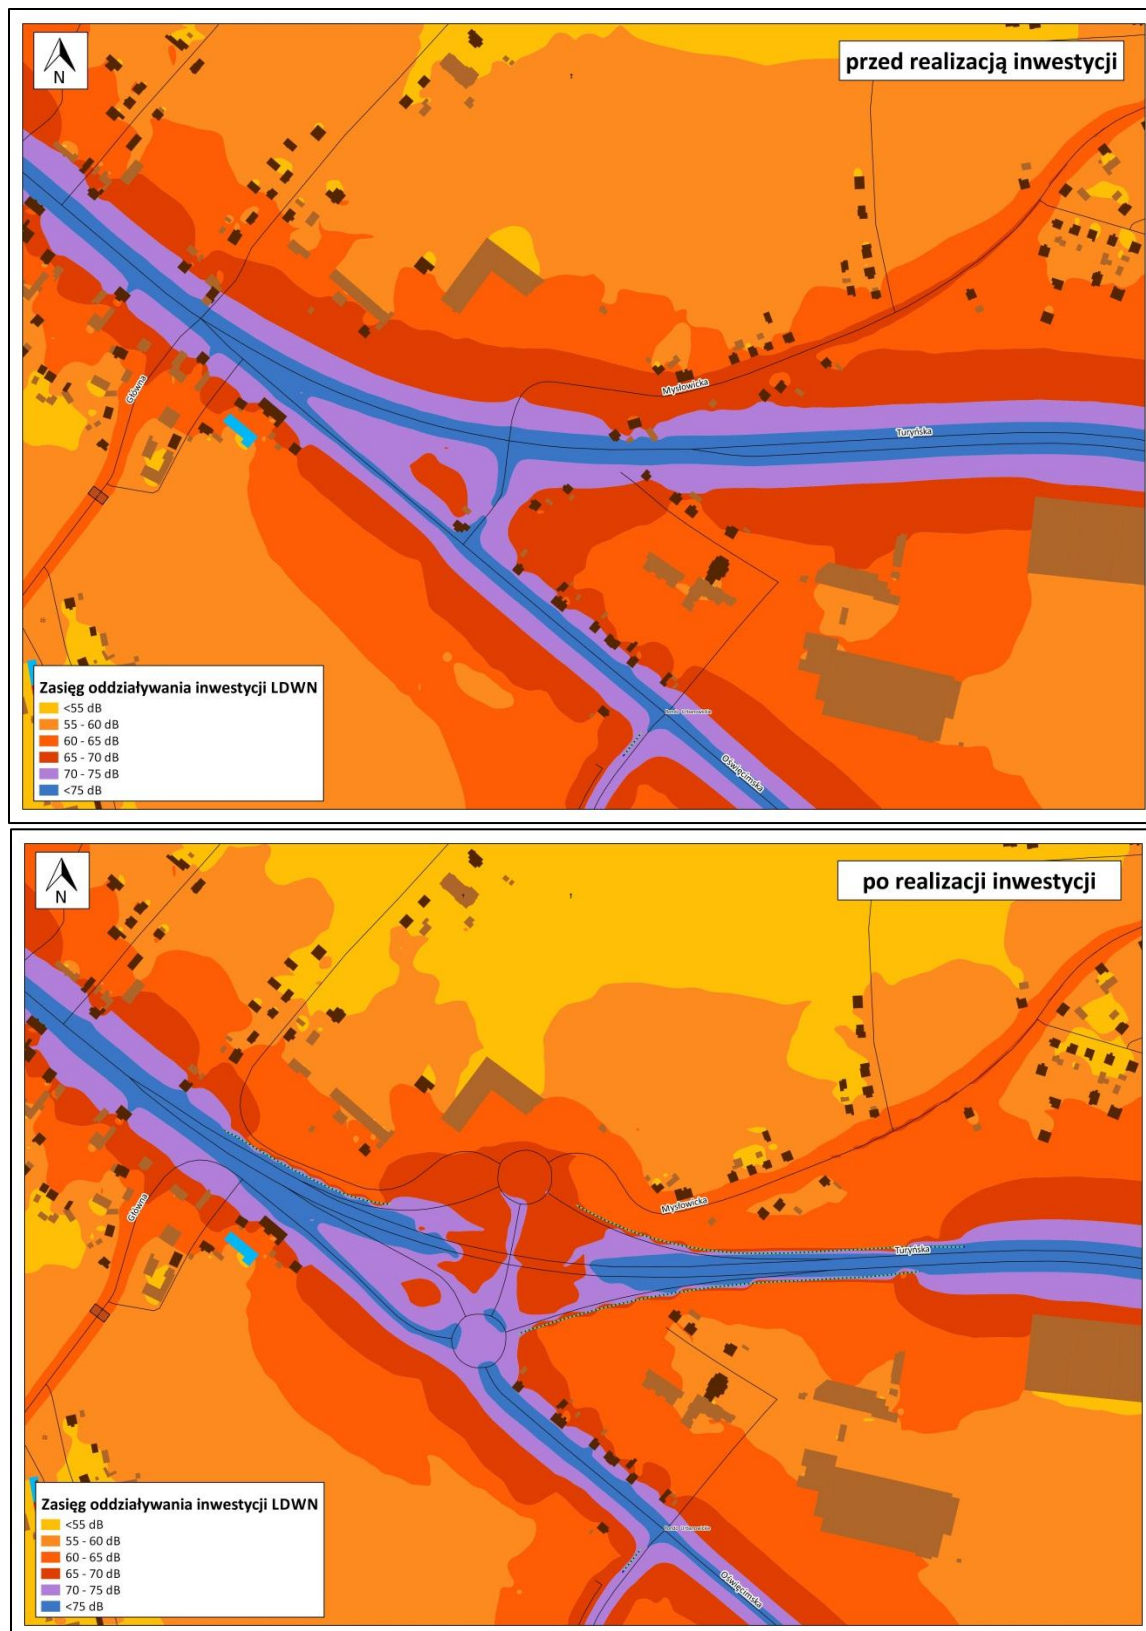 N
przed realizacją inwestycji
Główna
Mysłowicka
Turyńska
Oświęcimska
Zasięg oddziaływania inwestycji LDWN
<55 dB
55 - 60 dB
60 - 65 dB
65 - 70 dB
70 - 75 dB
<75 dB
N
po realizacji inwestycji
Główna
Mysłowicka
Turyńska
Oświęcimska
Zasięg oddziaływania inwestycji LDWN
<55 dB
55 - 60 dB
60 - 65 dB
65 - 70 dB
70 - 75 dB
<75 dB